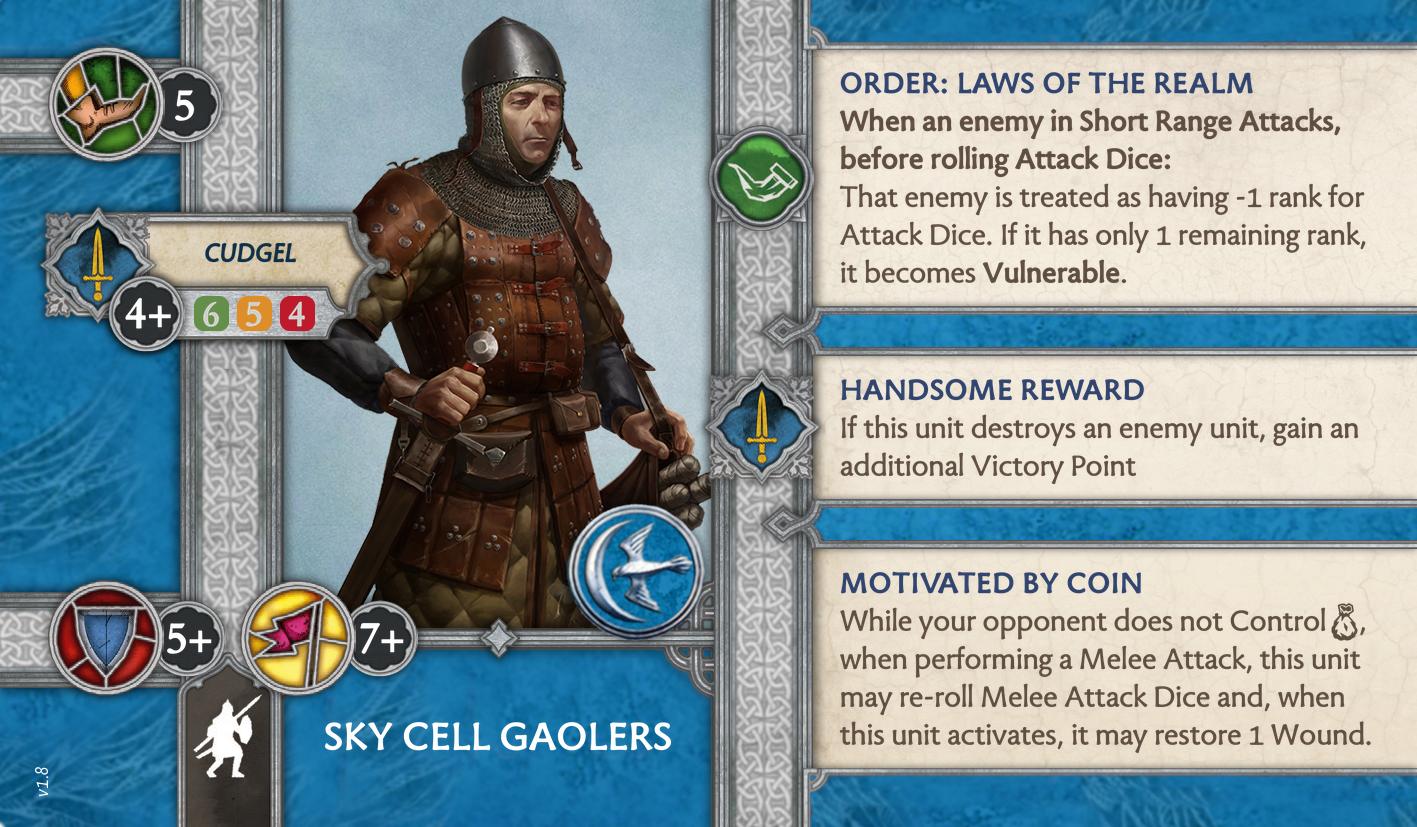 5
CUDGEL
4+ 6 5 4
5+ 7+
SKY CELL GAOLERS
v1.8
ORDER: LAWS OF THE REALM
When an enemy in Short Range Attacks,
before rolling Attack Dice:
That enemy is treated as having -1 rank for
Attack Dice. If it has only 1 remaining rank,
it becomes Vulnerable.
HANDSOME REWARD
If this unit destroys an enemy unit, gain an
additional Victory Point
MOTIVATED BY COIN
While your opponent does not Control ,
when performing a Melee Attack, this unit
may re-roll Melee Attack Dice and, when
this unit activates, it may restore 1 Wound.